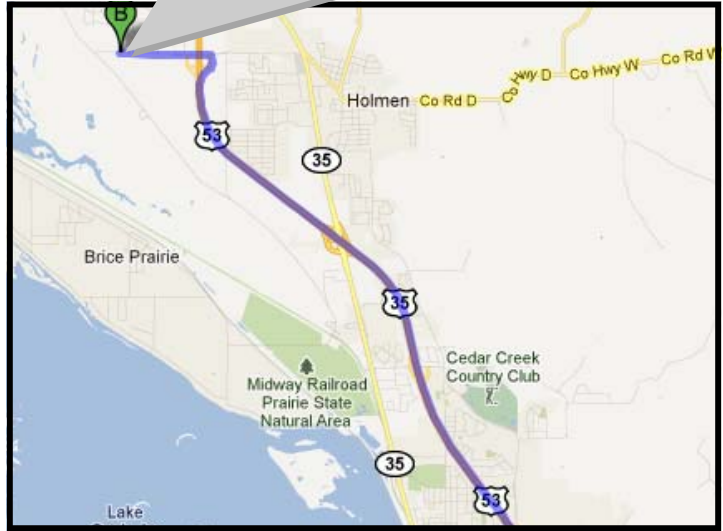 B
Holmen
Co Rd D
Co Hwy D
Co Hwy W
Co Rd W
53
35
Brice Prairie
35
Cedar Creek
Country Club
Midway Railroad
Prairie State
Natural Area
35
53
Lake